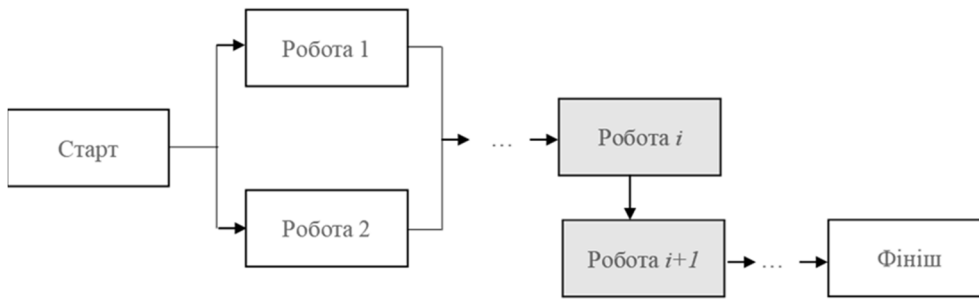 Робота 1
Старт
Робота 2
...
Робота i
Робота i+1
...
Фініш